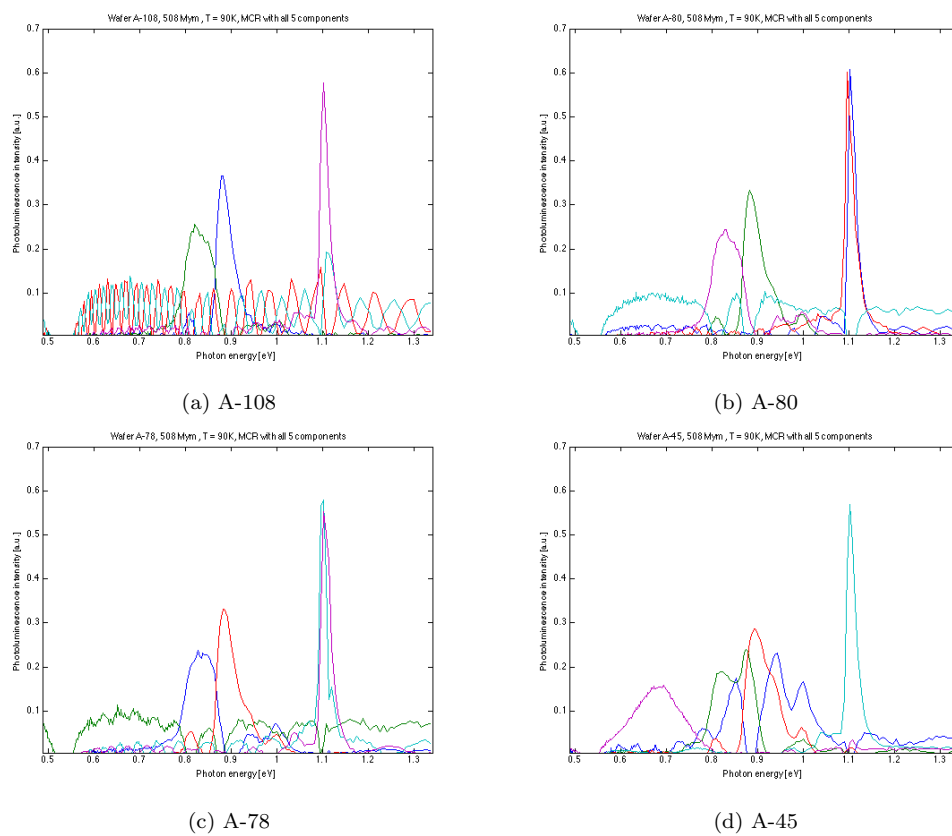 Wafer A-108, 508 Mym , T = 90K, MCR with all 5 components
Photoluminescence intensity [a.u.]
0.7
0.6
0.5
0.4
0.3
0.2
0.1
0.5 0.6 0.7 0.8 0.9 1 1.1 1.2 1.3
Photon energy [eV]
(a) A-108
Wafer A-80, 508 Mym , T = 90K, MCR with all 5 components
Photoluminescence intensity [a.u.]
0.7
0.6
0.5
0.4
0.3
0.2
0.1
0.5 0.6 0.7 0.8 0.9 1 1.1 1.2 1.3
Photon energy [eV]
(b) A-80
Wafer A-78, 508 Mym , T = 90K, MCR with all 5 components
Photoluminescence intensity [a.u.]
0.7
0.6
0.5
0.4
0.3
0.2
0.1
0.5 0.6 0.7 0.8 0.9 1 1.1 1.2 1.3
Photon energy [eV]
(c) A-78
Wafer A-45, 508 Mym , T = 90K, MCR with all 5 components
Photoluminescence intensity [a.u.]
0.7
0.6
0.5
0.4
0.3
0.2
0.1
0.5 0.6 0.7 0.8 0.9 1 1.1 1.2 1.3
Photon energy [eV]
(d) A-45